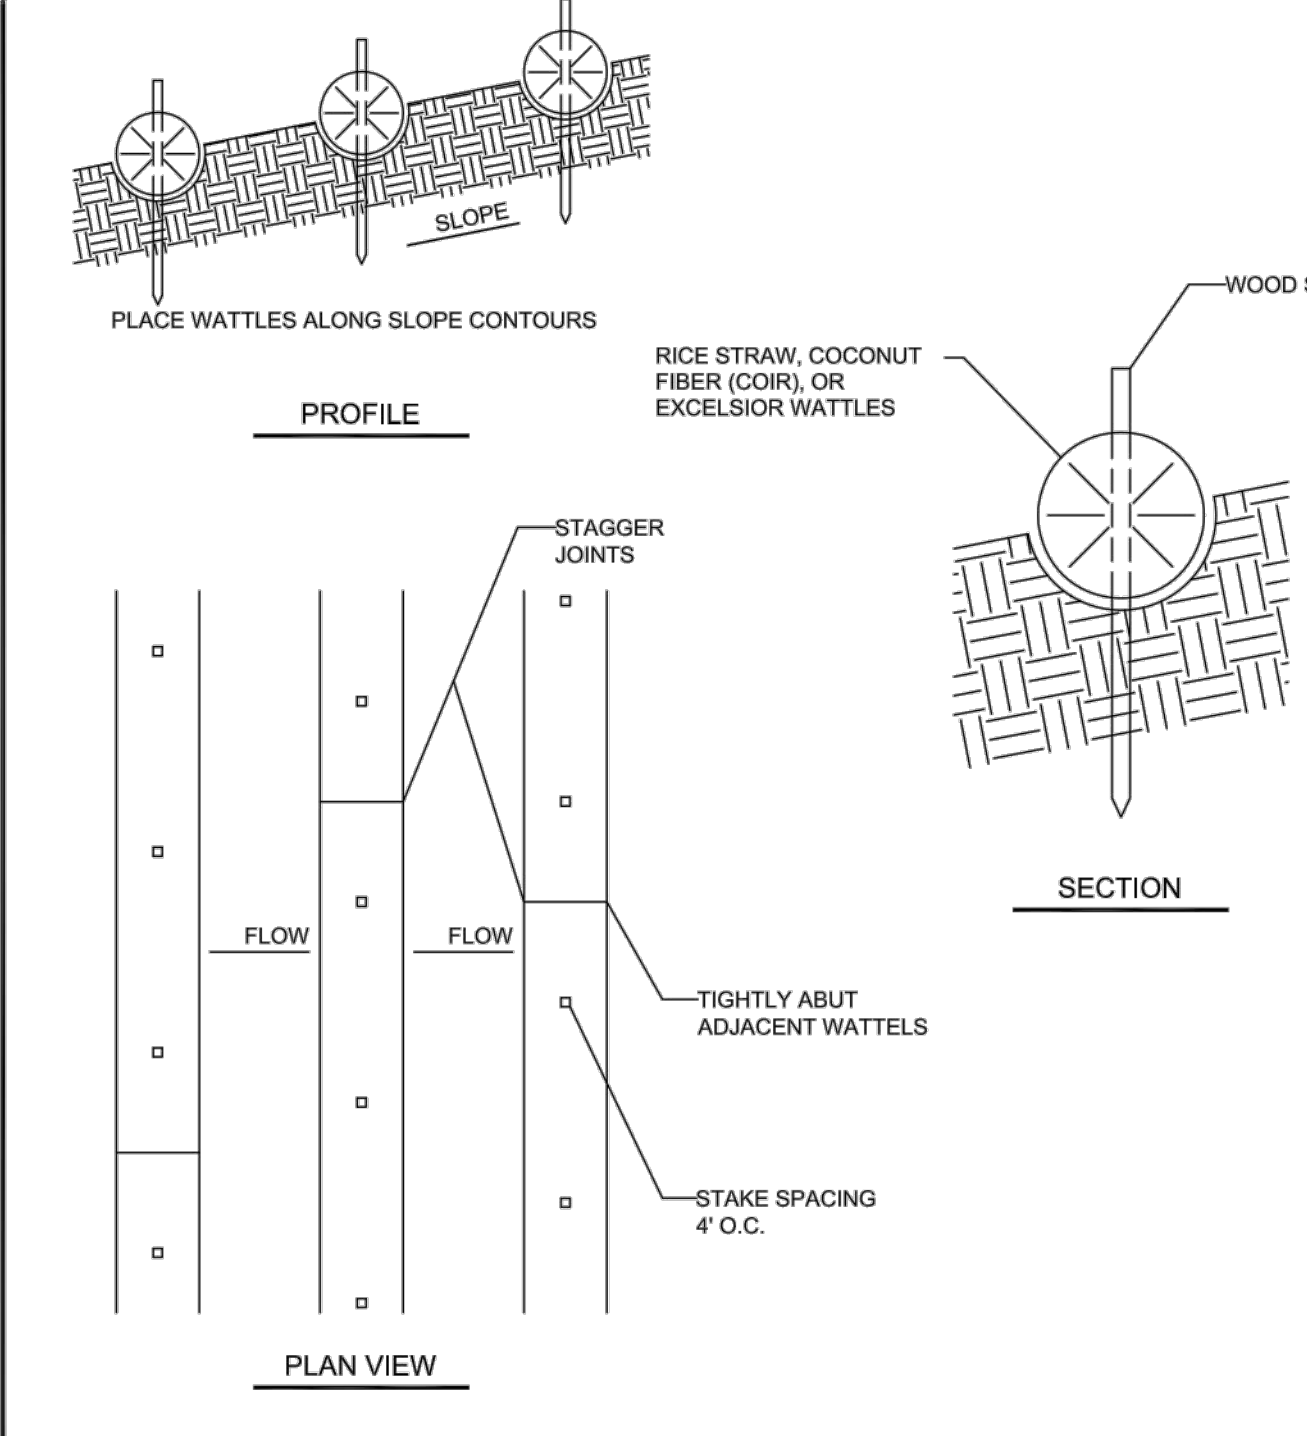 SLOPE
PLACE WATTLES ALONG SLOPE CONTOURS
PROFILE
WOOD
RICE STRAW, COCONUT
FIBER (COIR), OR
EXCELSIOR WATTLES
SECTION
STAGGER
JOINTS
FLOW
FLOW
TIGHTLY ABUT
ADJACENT WATTELS
STAKE SPACING
4' O.C.
PLAN VIEW